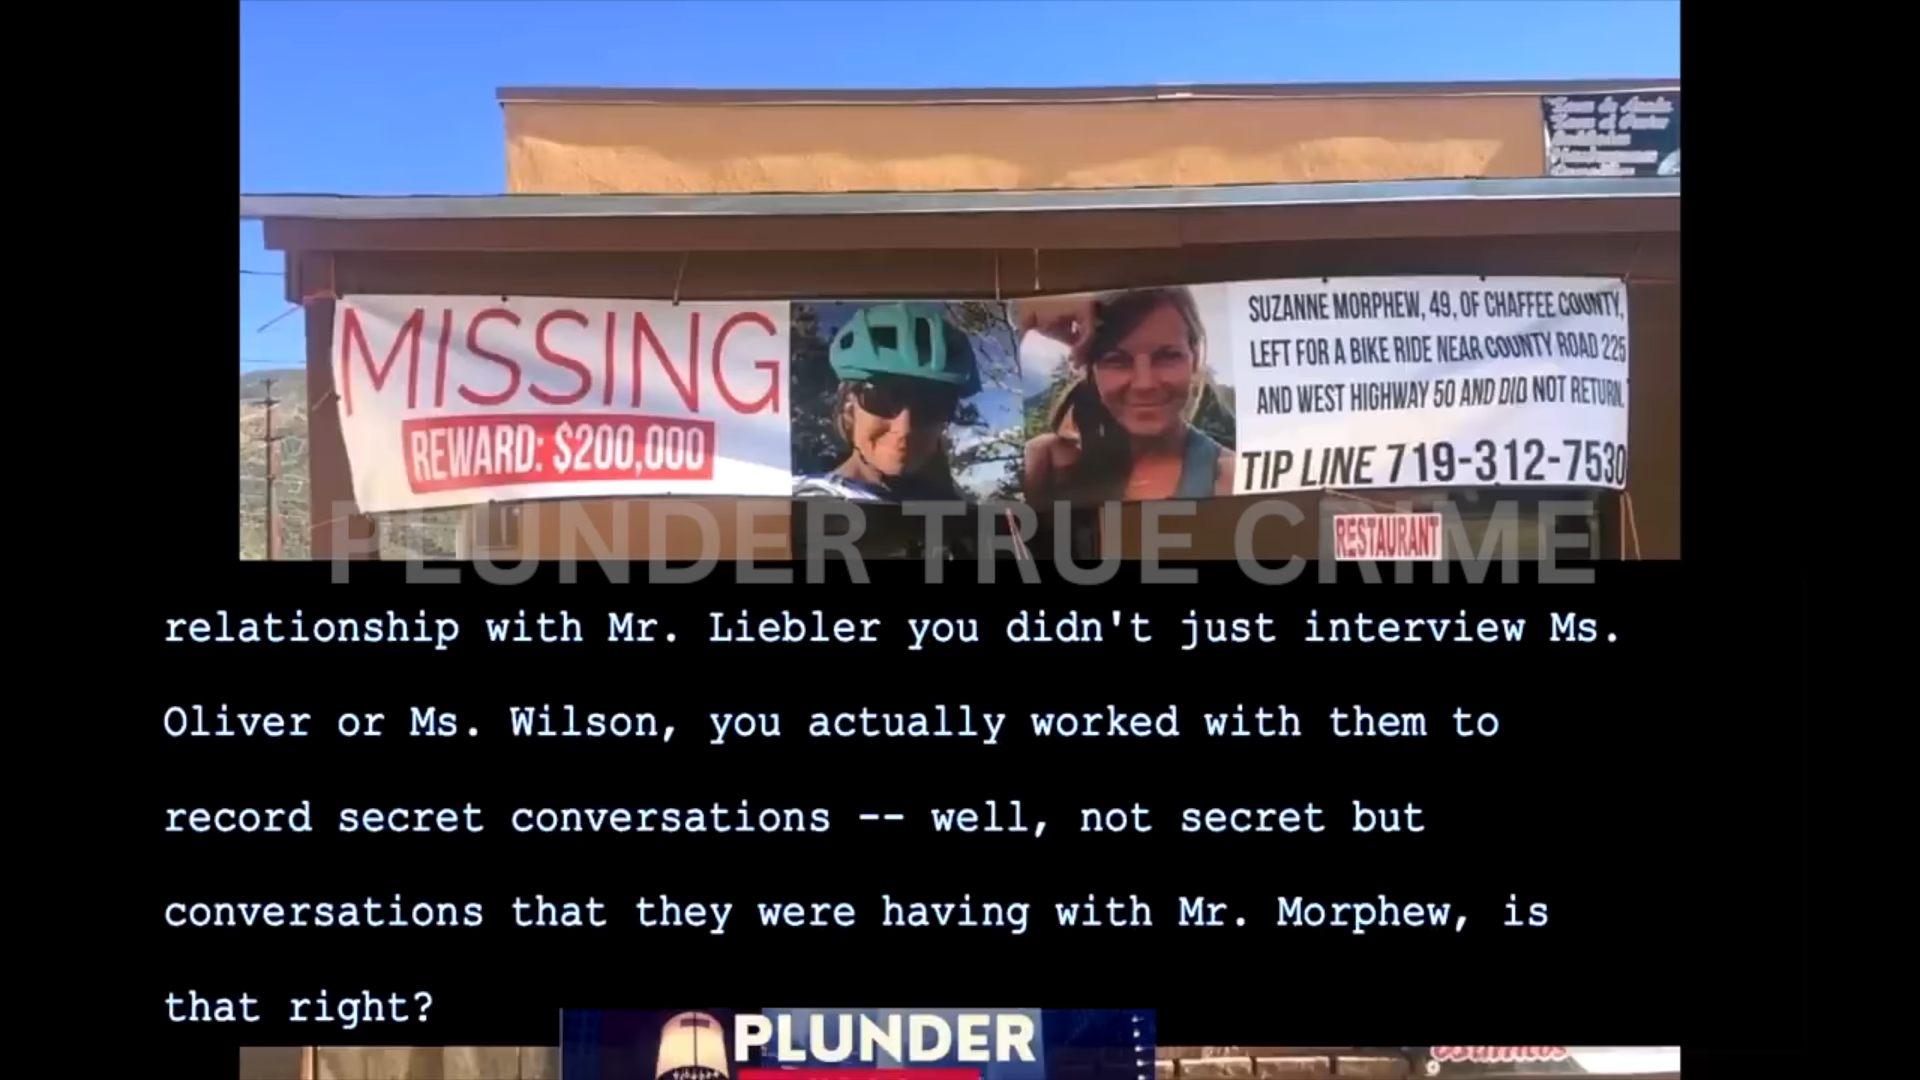 MISSING
REWARD: $200,000
SUZANNE MORPHEW, 49, OF CHAFFEE COUNTY,
LEFT FOR A BIKE RIDE NEAR COUNTY ROAD 225
AND WEST HIGHWAY 50 AND DID NOT RETURN.
TIP LINE 719-312-7530
RESTAURANT
PLUNDER TRUE CRIME
relationship with Mr. Liebler you didn't just interview Ms.
Oliver or Ms. Wilson, you actually worked with them to
record secret conversations -- well, not secret but
conversations that they were having with Mr. Morphew, is
that right?
PLUNDER